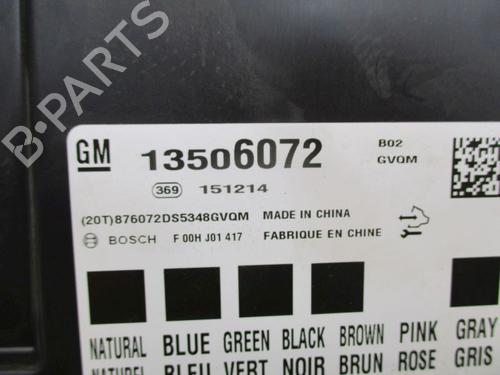 B-PARTS
GM 13506072 B02
GVQM
369 151214
(20T)876072DS5348GVQM MADE IN CHINA
BOSCH F 00H J01 417 FABRIQUE EN CHINE
NATURAL BLUE GREEN BLACK BROWN PINK GRAY
NATUREL BLEU VERT NOIR BRUN ROSE GRIS